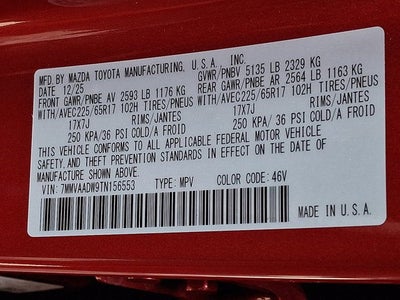 MFD. BY MAZDA TOYOTA MANUFACTURING, U.S.A., INC.
DATE 12/25 GVWR/PNBV 5135 LB 2329 KG
FRONT GAWR/PNBE AV 2593 LB 1176 KG REAR GAWR/PNBE AR 2564 LB 1163 KG
WITH/AVEC225/65R17 102H TIRES/PNEUS WITH/AVEC225/65R17 102H TIRES/PNEUS
17X7J RIMS/JANTES 17X7J RIMS/JANTES
250 KPA/36 PSI COLD/A FROID 250 KPA/36 PSI COLD/A FROID
THIS VEHICLE CONFORMS TO ALL APPLICABLE FEDERAL MOTOR VEHICLE
SAFETY, AND THEFT PREVENTION STANDARDS IN EFFECT ON THE DATE OF
MANUFACTURE SHOWN ABOVE.
VIN: 7MMVAADW9TN156553 TYPE: MPV COLOR CODE: 46V
MADE IN U.S.A.